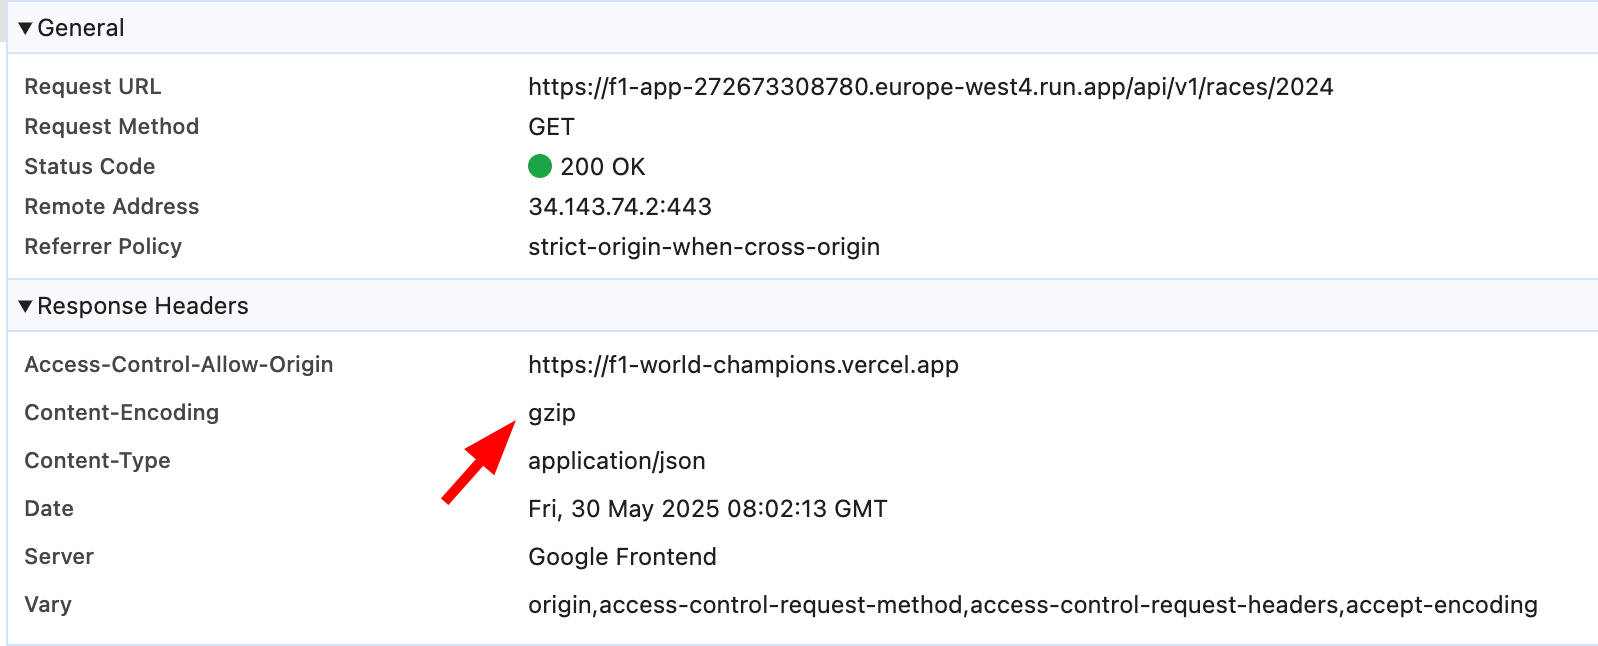 General
Request URL https://f1-app-272673308780.europe-west4.run.app/api/v1/races/2024
Request Method GET
Status Code 200 OK
Remote Address 34.143.74.2:443
Referrer Policy strict-origin-when-cross-origin
Response Headers
Access-Control-Allow-Origin https://f1-world-champions.vercel.app
Content-Encoding gzip
Content-Type application/json
Date Fri, 30 May 2025 08:02:13 GMT
Server Google Frontend
Vary origin,access-control-request-method,access-control-request-headers,accept-encoding